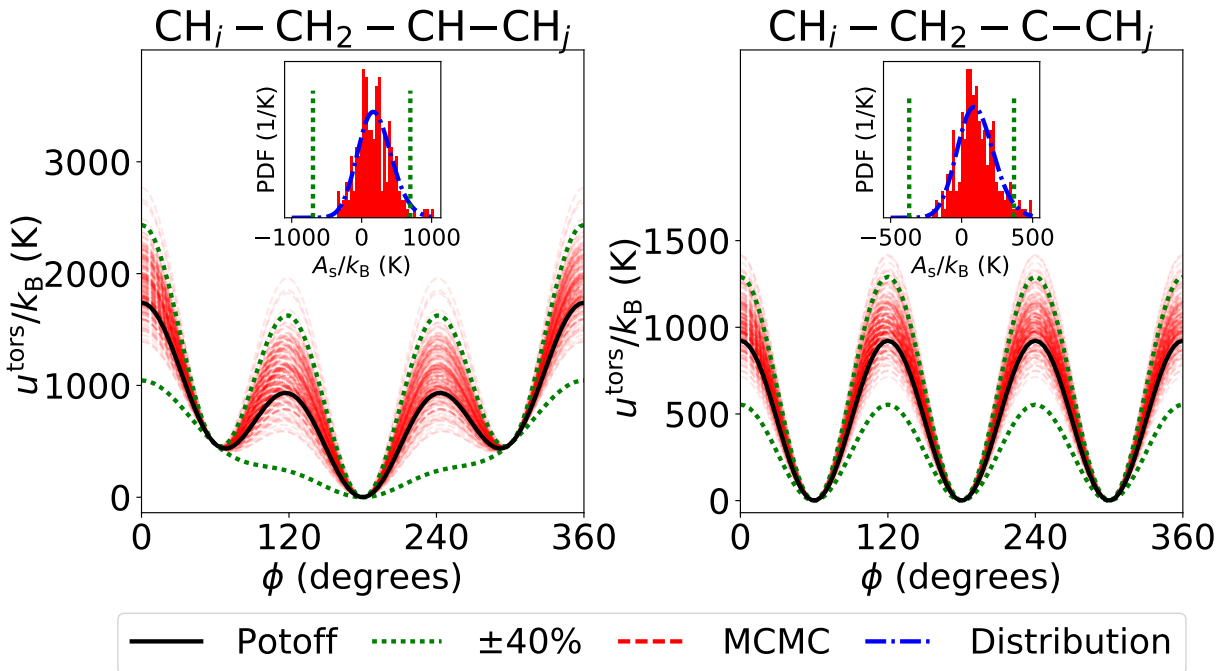 CH_i − CH_2 − CH−CH_j
PDF (1/K)
−1000 0 1000
A_s/k_B (K)
u^tors/k_B (K)
3000
2000
1000
0
0 120 240 360
ϕ (degrees)
CH_i − CH_2 − C−CH_j
PDF (1/K)
−500 0 500
A_s/k_B (K)
u^tors/k_B (K)
1500
1000
500
0
0 120 240 360
ϕ (degrees)
Potoff ±40% MCMC Distribution